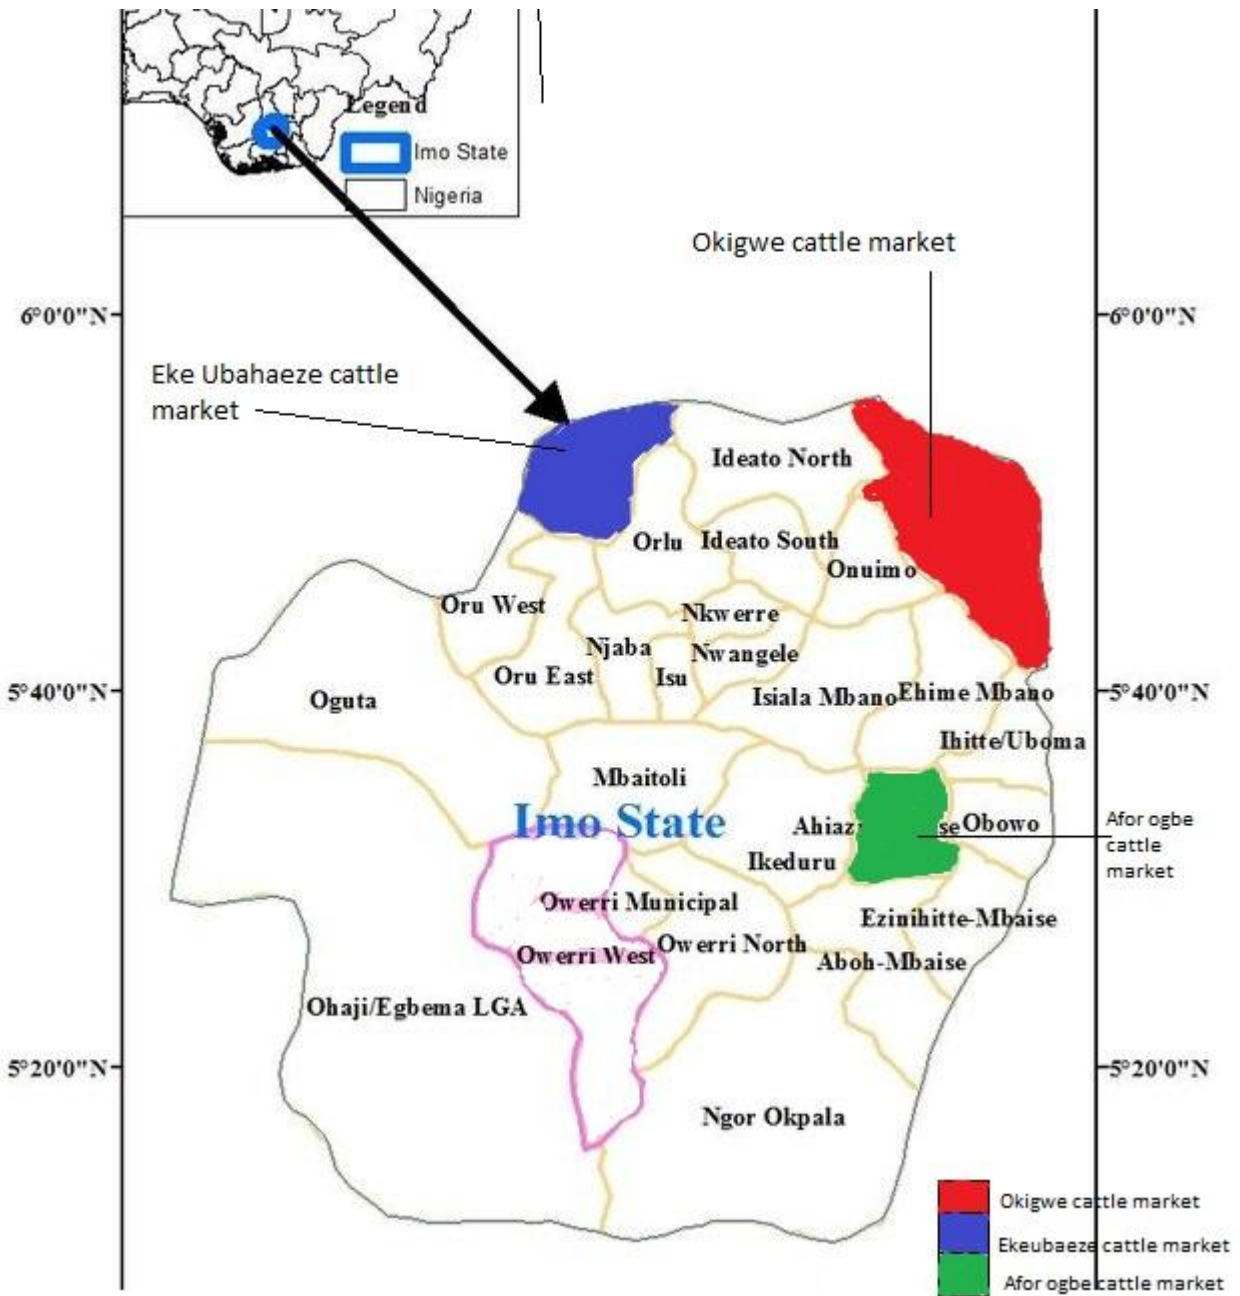 Legend
Imo State
Nigeria
Okigwe cattle market
6°0'0"N
6°0'0"N
Eke Ubahaeze cattle
market
Ideato North
Orlu
Ideato South
Onuimo
Oru West
Nkwerre
Njaba
Nwangele
Oru East
Isu
5°40'0"N
Oguta
Isiala Mbano
Ehime Mbano
5°40'0"N
Ihitte/Uboma
Mbaitoli
Imo State
Ahiaz
se
Obowo
Afor ogbe
cattle
market
Ikeduru
Owerri Municipal
Ezinihitte-Mbaise
Owerri North
Owerri West
Aboh-Mbaise
Ohaji/Egbema LGA
5°20'0"N
5°20'0"N
Ngor Okpala
Okigwe cattle market
Ekeubaeze cattle market
Afor ogbe cattle market